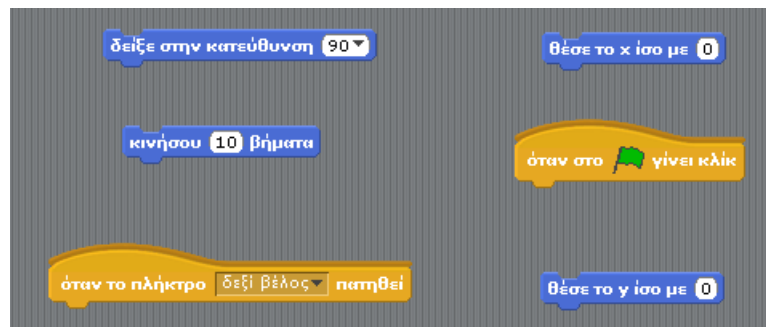 δείξε στην κατεύθυνση 90
θέσε το x ίσο με 0
κινήσου 10 βήματα
όταν στο γίνει κλίκ
όταν το πλήκτρο δεξί βέλος πατηθεί
θέσε το y ίσο με 0